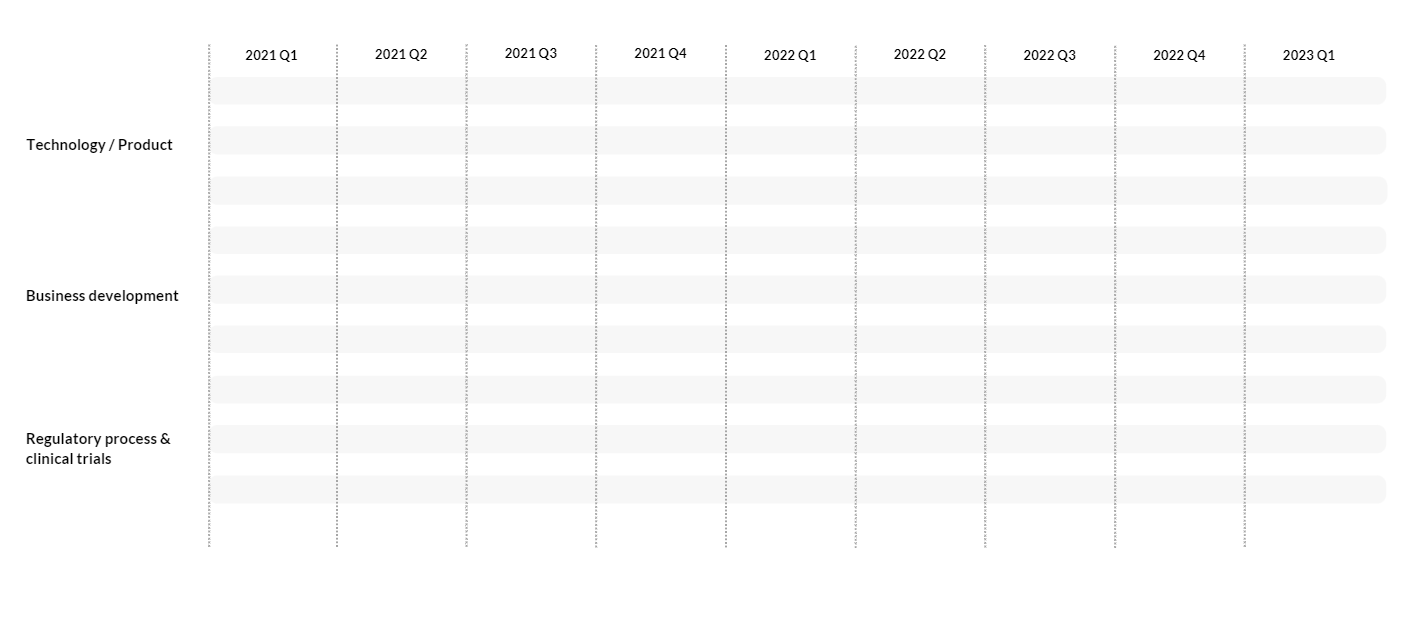 2021 Q1 2021 Q2 2021 Q3 2021 Q4 2022 Q1 2022 Q2 2022 Q3 2022 Q4 2023 Q1
Technology / Product
Business development
Regulatory process &
clinical trials